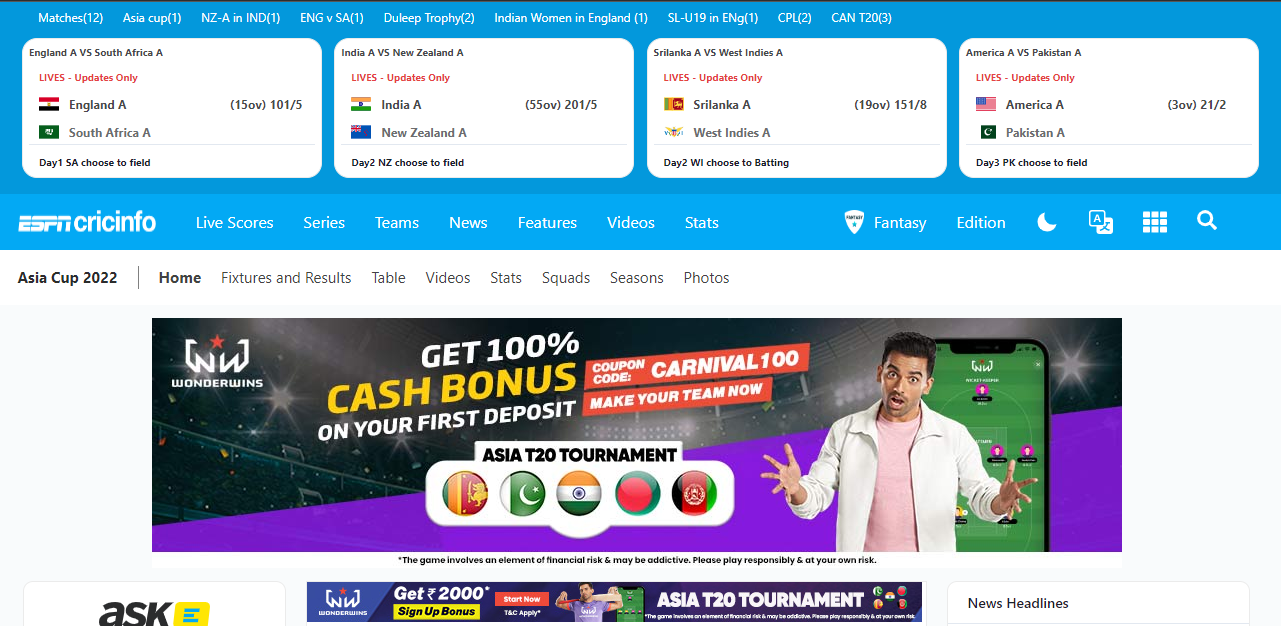 Matches(12) Asia cup(1) NZ-A in IND(1) ENG v SA(1) Duleep Trophy(2) Indian Women in England (1) SL-U19 in ENg(1) CPL(2) CAN T20(3)
England A VS South Africa A
LIVES - Updates Only
England A (15ov) 101/5
South Africa A
Day1 SA choose to field
India A VS New Zealand A
LIVES - Updates Only
India A (55ov) 201/5
New Zealand A
Day2 NZ choose to field
Srilanka A VS West Indies A
LIVES - Updates Only
Srilanka A (19ov) 151/8
West Indies A
Day2 WI choose to Batting
America A VS Pakistan A
LIVES - Updates Only
America A (3ov) 21/2
Pakistan A
Day3 PK choose to field
ESPN cricinfo Live Scores Series Teams News Features Videos Stats FANTASY Fantasy Edition
Asia Cup 2022 Home Fixtures and Results Table Videos Stats Squads Seasons Photos
WONDERWINS
GET 100%
CASH BONUS
ON YOUR FIRST DEPOSIT
COUPON CODE: CARNIVAL100
MAKE YOUR TEAM NOW
ASIA T20 TOURNAMENT
WICKET-KEEPER
*The game involves an element of financial risk & may be addictive. Please play responsibly & at your own risk.
ask E
WONDERWINS
Get ₹ 2000*
Sign Up Bonus
Start Now
T&C Apply*
ASIA T20 TOURNAMENT
*The game involves an element of financial risk & may be addictive. Please play responsibly & at your own risk.
News Headlines